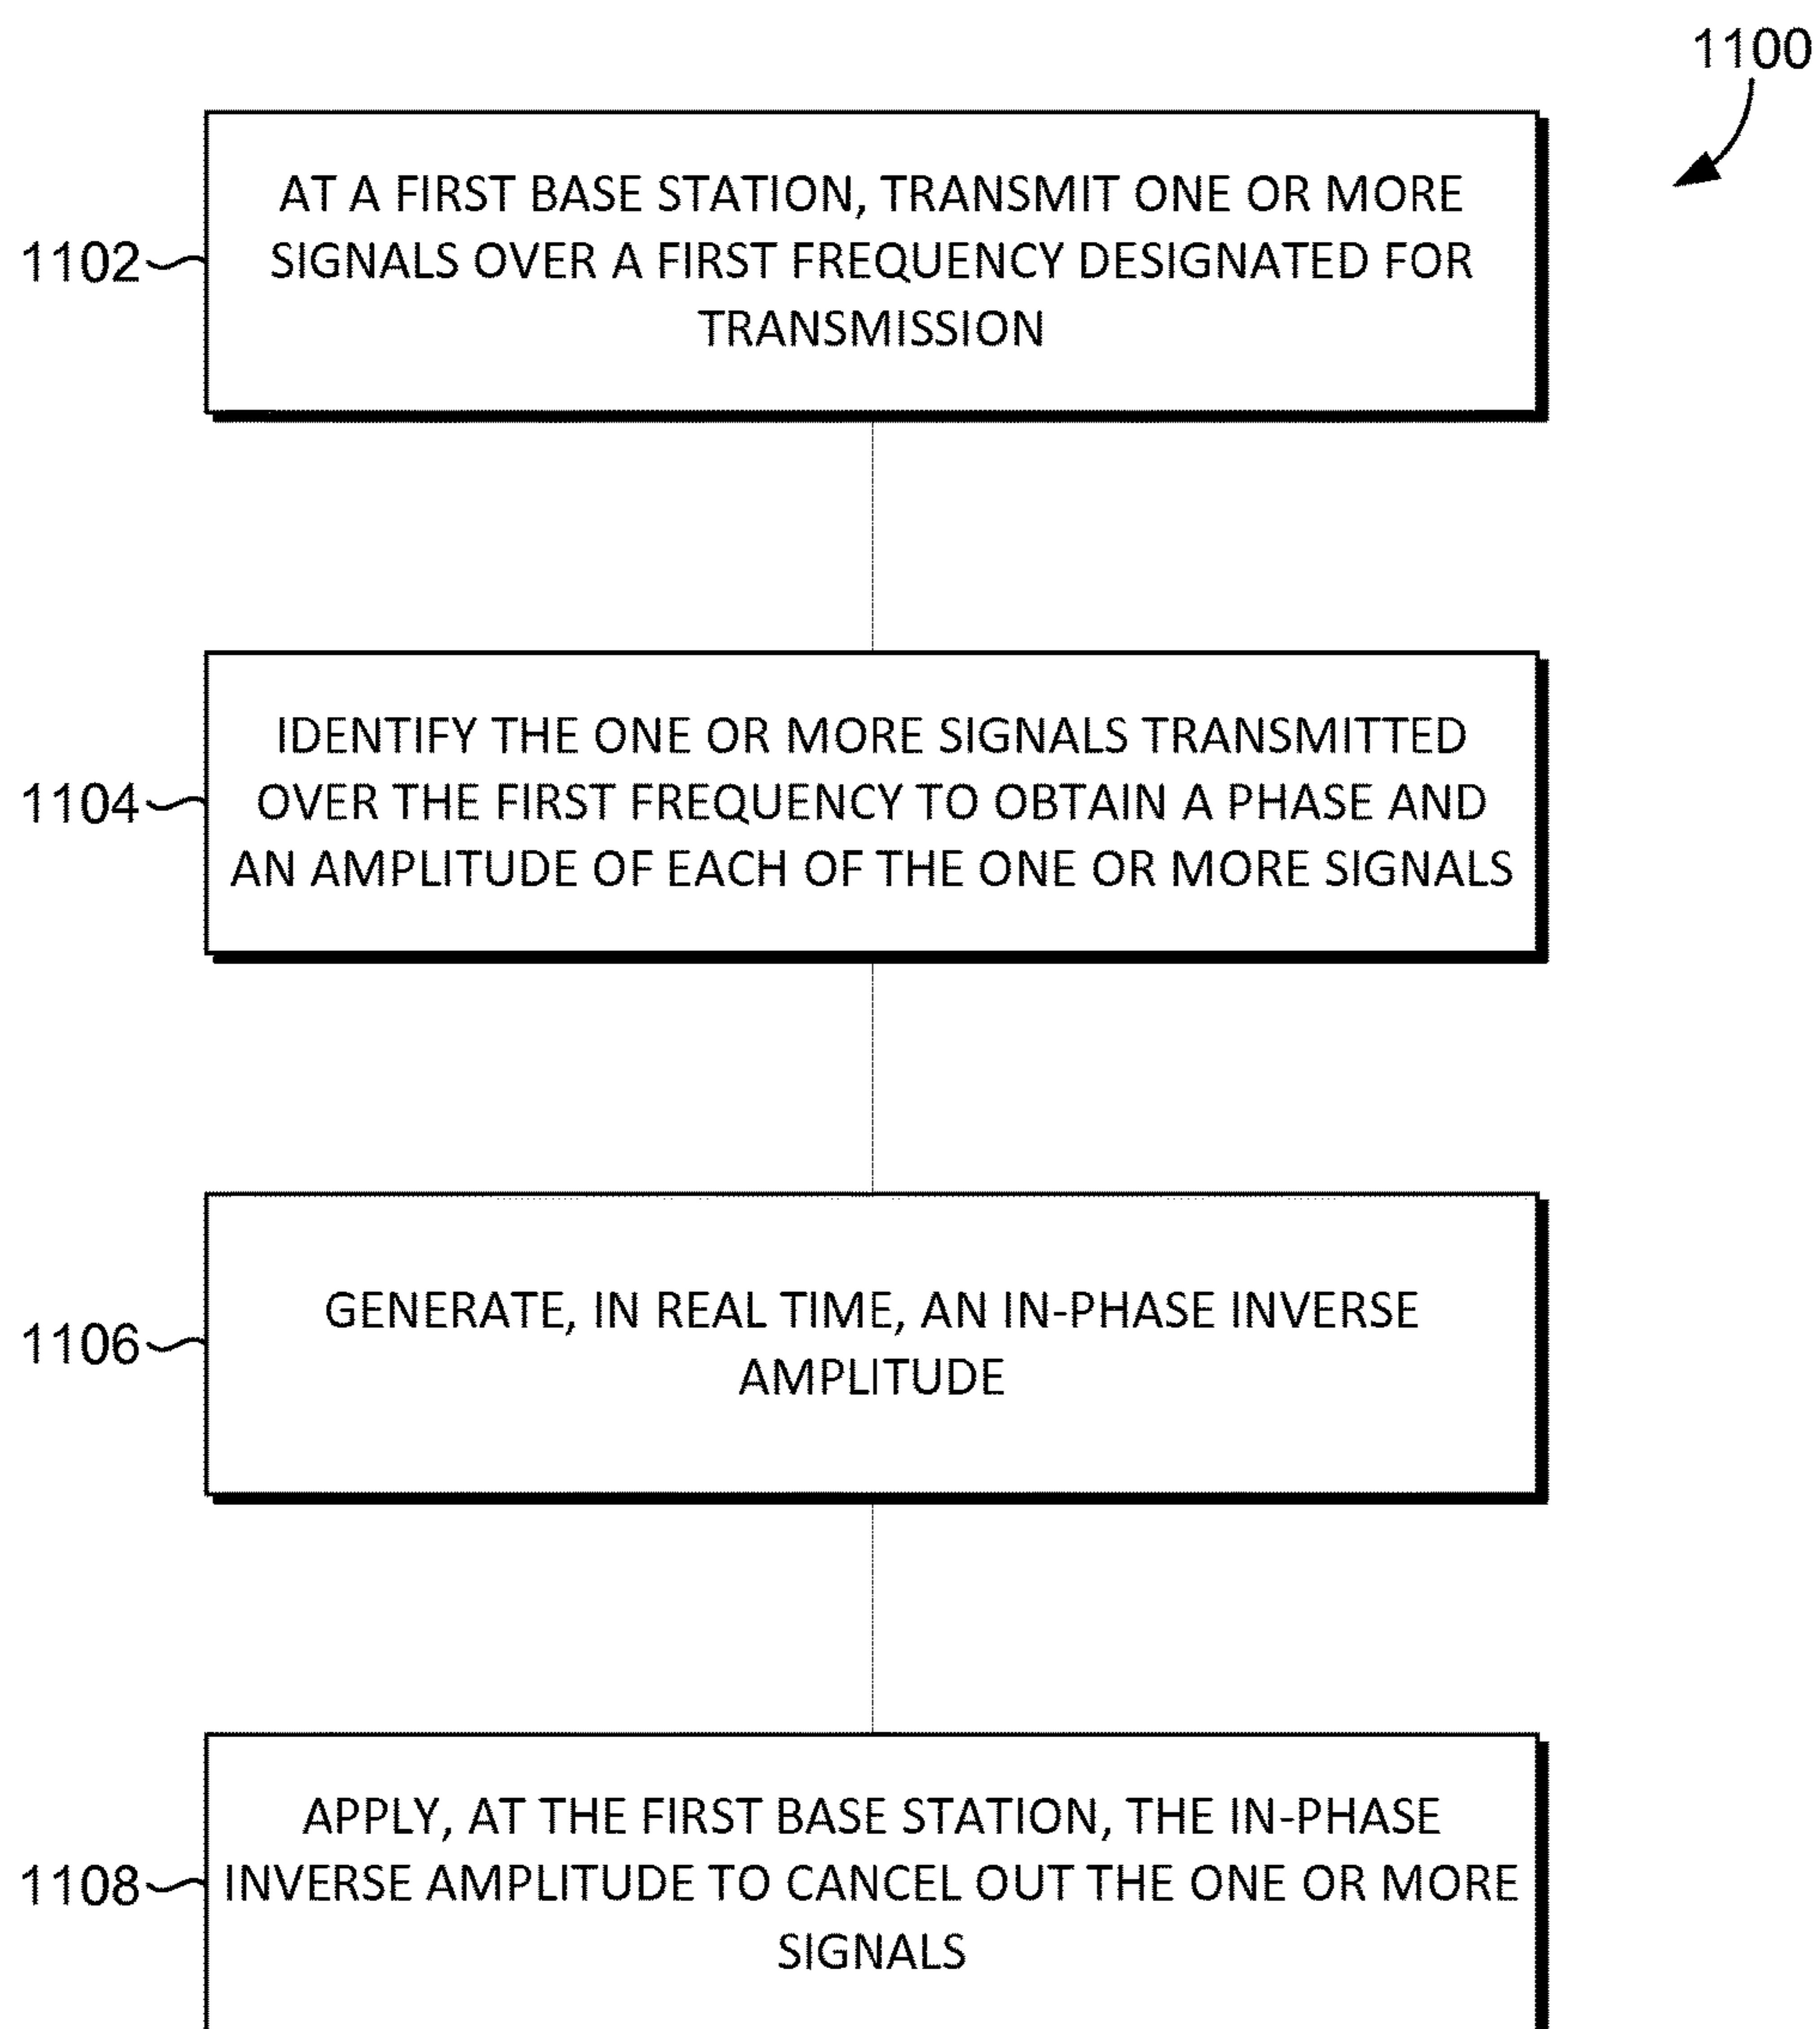 1100
AT A FIRST BASE STATION, TRANSMIT ONE OR MORE
SIGNALS OVER A FIRST FREQUENCY DESIGNATED FOR
TRANSMISSION
1102
IDENTIFY THE ONE OR MORE SIGNALS TRANSMITTED
OVER THE FIRST FREQUENCY TO OBTAIN A PHASE AND
AN AMPLITUDE OF EACH OF THE ONE OR MORE SIGNALS
1104
GENERATE, IN REAL TIME, AN IN-PHASE INVERSE
AMPLITUDE
1106
APPLY, AT THE FIRST BASE STATION, THE IN-PHASE
INVERSE AMPLITUDE TO CANCEL OUT THE ONE OR MORE
SIGNALS
1108